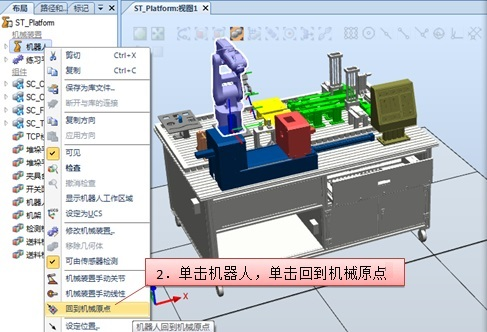 布局
路径和...
标记
ST_Platform:视图1
ST_Platform
机械装置
机器人
练习
组件
SC_C
SC_C
SC_F
SC_T
TCP
堆垛
堆垛
夹具
开关
机器人
机架
检测
送料
送料
剪切 Ctrl+X
复制 Ctrl+C
保存为库文件...
断开与库的连接
复制方向
应用方向
可见
检查
撤消检查
显示机器人工作区域
设定为UCS
修改机械装置...
移去几何体
可由传感器检测
机械装置手动关节
机械装置手动线性
回到机械原点
设定位置...
2. 单击机器人，单击回到机械原点
机器人回到机械原点
X